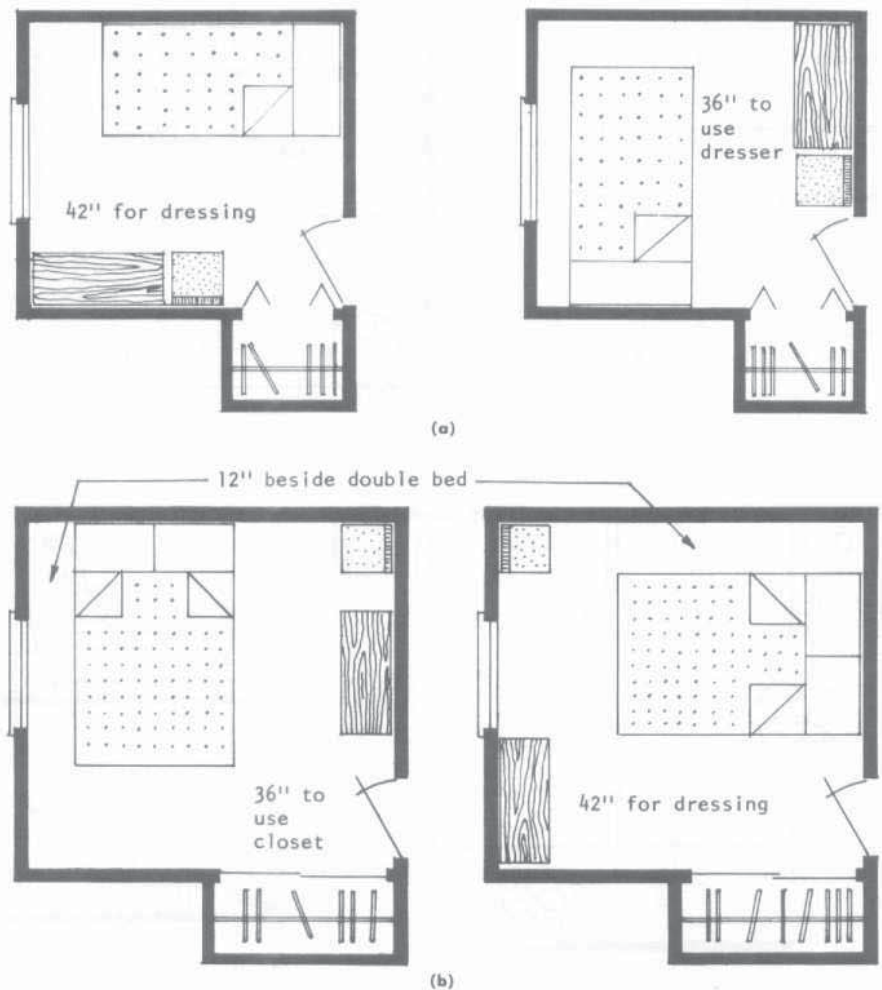 42" for dressing
36" to
use
dresser
(a)
12" beside double bed
36" to
use
closet
42" for dressing
(b)